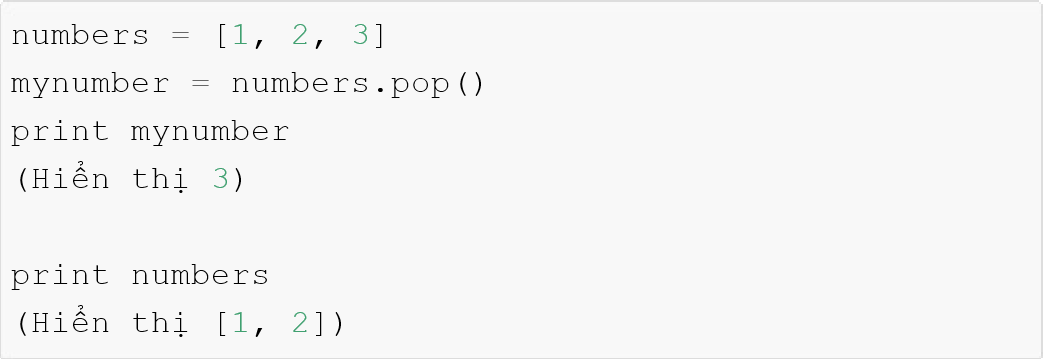 numbers = [1, 2, 3]
mynumber = numbers.pop()
print mynumber
(Hiển thị 3)
print numbers
(Hiển thị [1, 2])